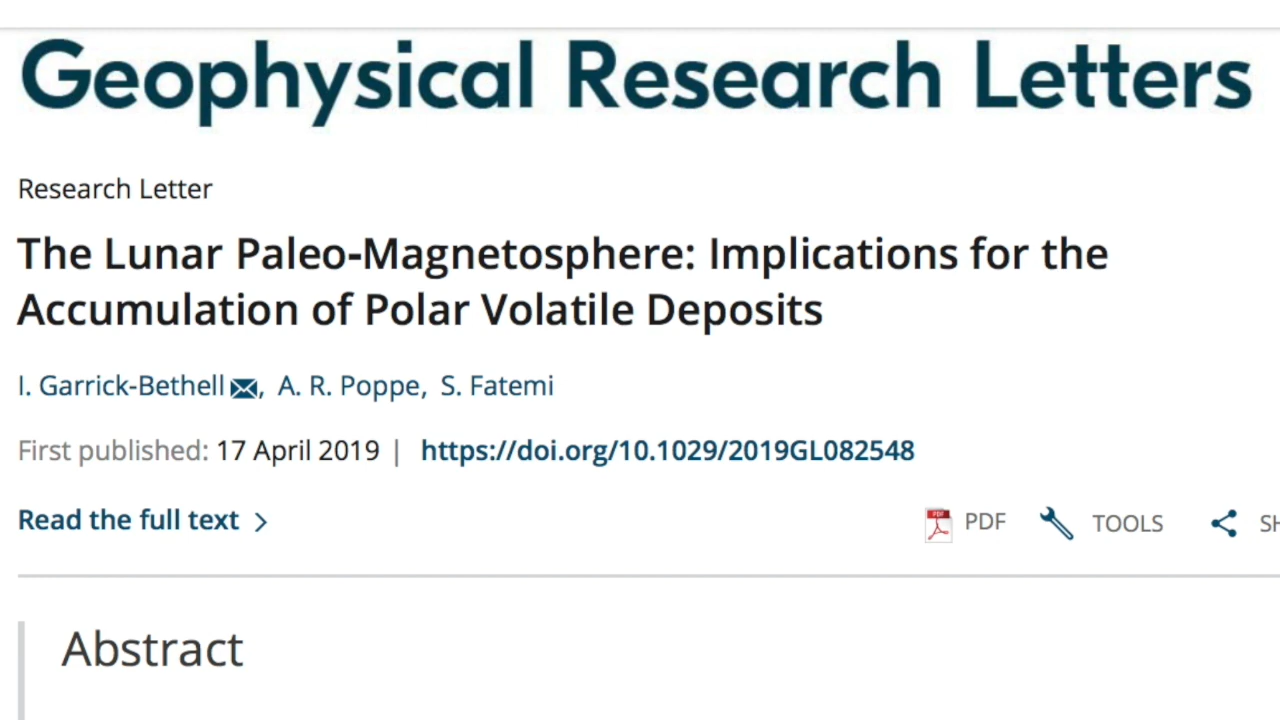 Geophysical Research Letters
Research Letter
The Lunar Paleo-Magnetosphere: Implications for the
Accumulation of Polar Volatile Deposits
I. Garrick-Bethell, A. R. Poppe, S. Fatemi
First published: 17 April 2019 | https://doi.org/10.1029/2019GL082548
Read the full text >
PDF PDF TOOLS SH
Abstract